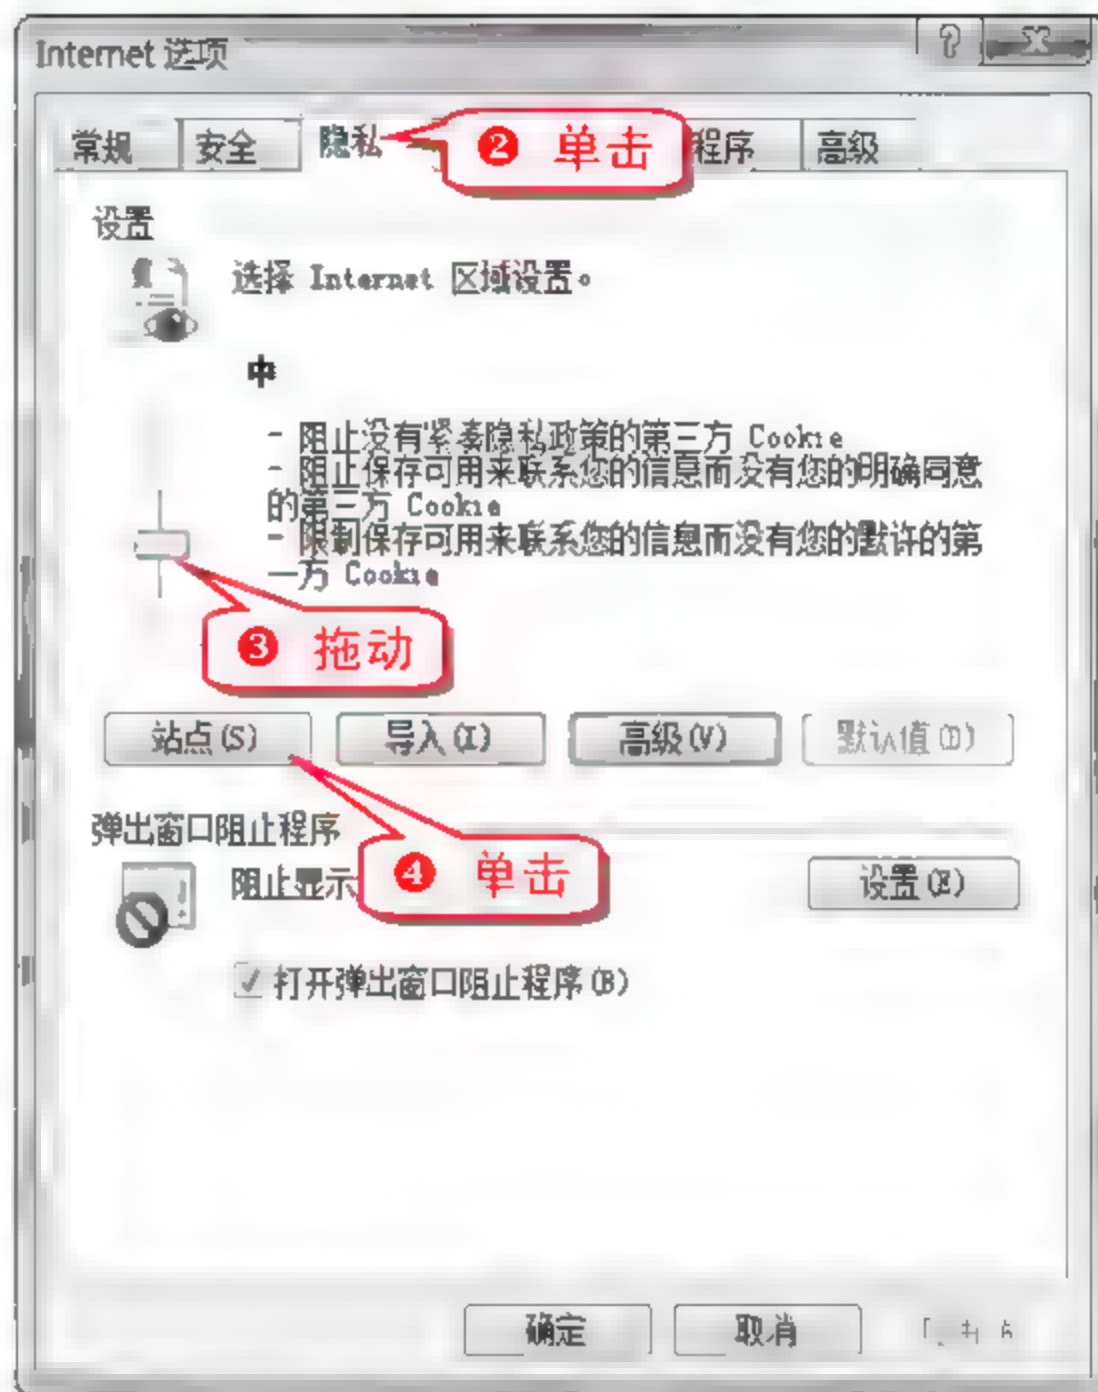 Internet 选项
常规 安全 隐私 ❷ 单击 程序 高级
设置
选择 Internet 区域设置。
中
- 阻止没有紧凑隐私政策的第三方 Cookie
- 阻止保存可用来联系您的信息而没有您的明确同意
的第三方 Cookie
- 限制保存可用来联系您的信息而没有您的默许的第
一方 Cookie
❸ 拖动
站点(S) 导入(I) 高级(V) 默认值(D)
弹出窗口阻止程序
阻止显示 ❹ 单击 设置(E)
打开弹出窗口阻止程序(B)
确定 取消